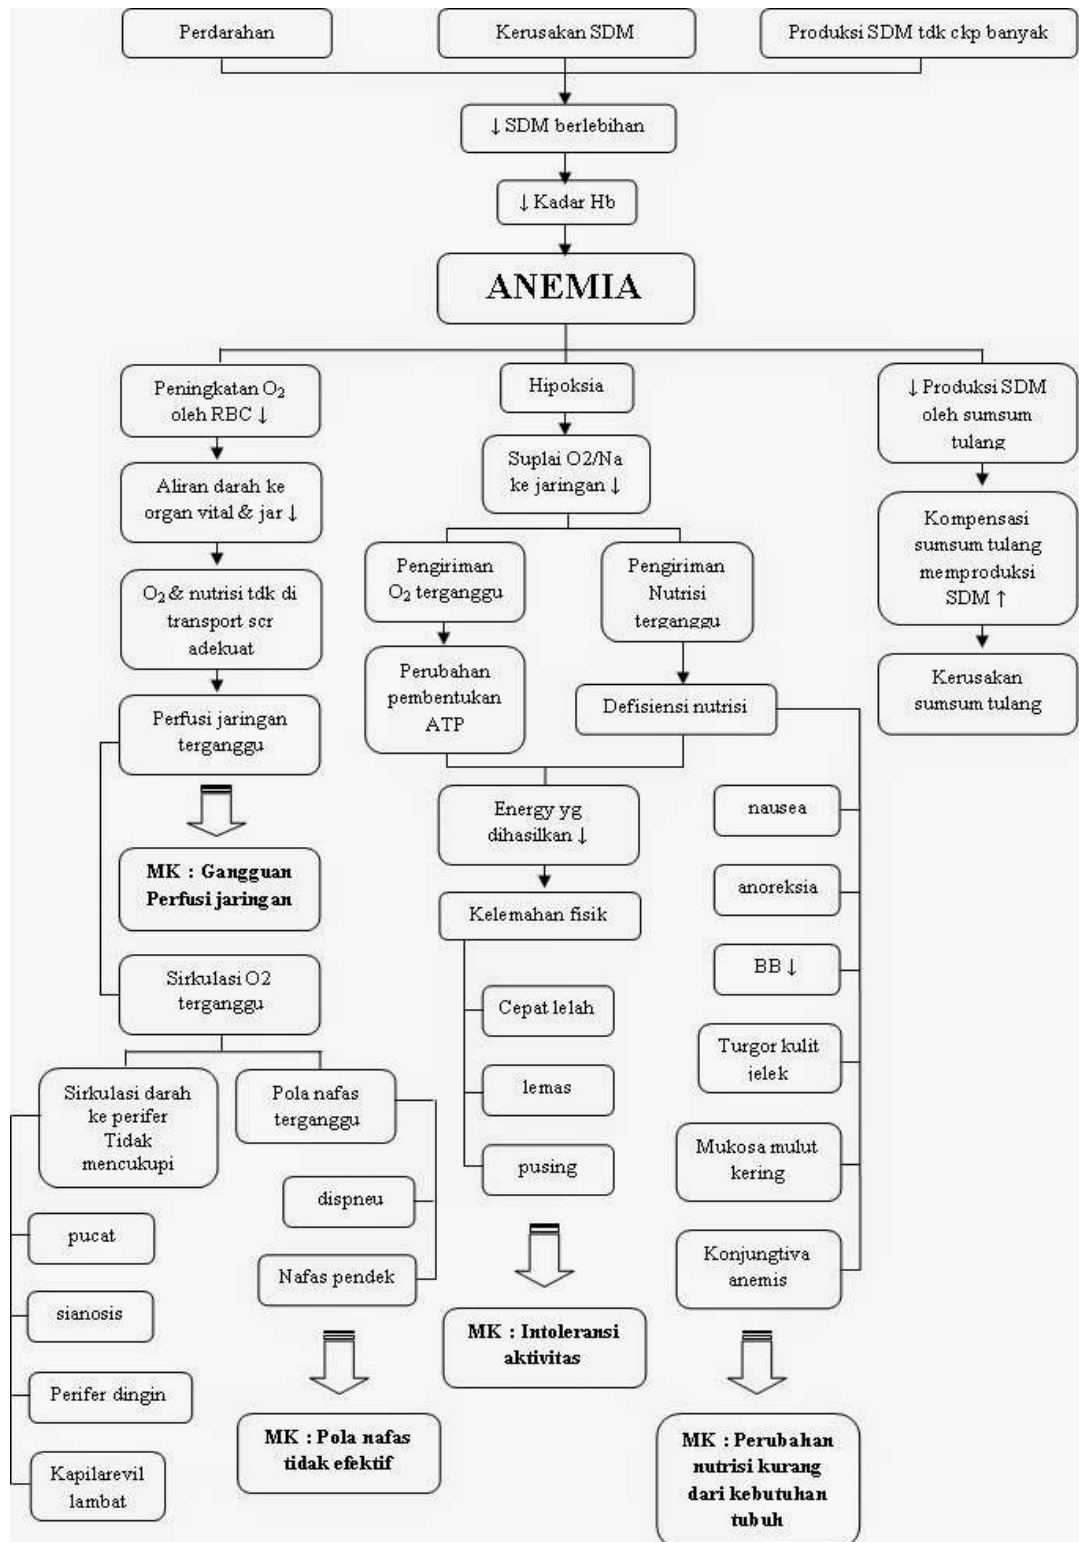 Perdarahan
Kerusakan SDM
Produksi SDM tdk ckp banyak
↓ SDM berlebihan
↓ Kadar Hb
ANEMIA
Peningkatan O₂
oleh RBC ↓
Hipoksia
↓ Produksi SDM
oleh sumsum
tulang
Aliran darah ke
organ vital & jar ↓
Suplai O2/Na
ke jaringan ↓
Kompensasi
sumsum tulang
memproduksi
SDM ↑
O₂ & nutrisi tdk di
transport scr
adekuat
Pengiriman
O₂ terganggu
Pengiriman
Nutrisi
terganggu
Kerusakan
sumsum tulang
Perfusi jaringan
terganggu
Perubahan
pembentukan
ATP
Defisiensi nutrisi
MK : Gangguan
Perfusi jaringan
Energy yg
dihasilkan ↓
nausea
Kelemahan fisik
anoreksia
Sirkulasi O2
terganggu
Cepat lelah
BB ↓
Sirkulasi darah
ke perifer
Tidak
mencukupi
Pola nafas
terganggu
lemas
Turgor kulit
jelek
dispneu
pusing
Mukosa mulut
kering
pucat
Nafas pendek
Konjungtiva
anemis
sianosis
MK : Intoleransi
aktivitas
Perifer dingin
MK : Pola nafas
tidak efektif
MK : Perubahan
nutrisi kurang
dari kebutuhan
tubuh
Kapilarevil
lambat